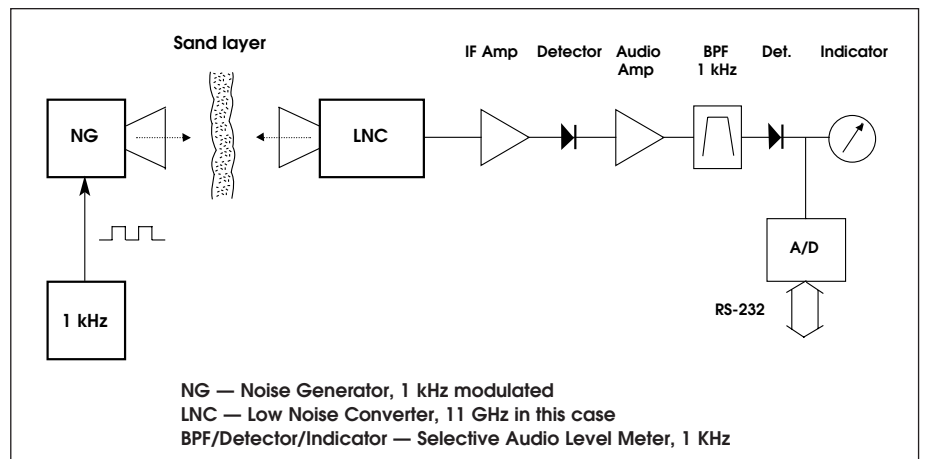 Sand layer
IF Amp
Detector
Audio
Amp
BPF
1 kHz
Det.
Indicator
NG
LNC
A/D
RS-232
1 kHz
NG — Noise Generator, 1 kHz modulated
LNC — Low Noise Converter, 11 GHz in this case
BPF/Detector/Indicator — Selective Audio Level Meter, 1 KHz